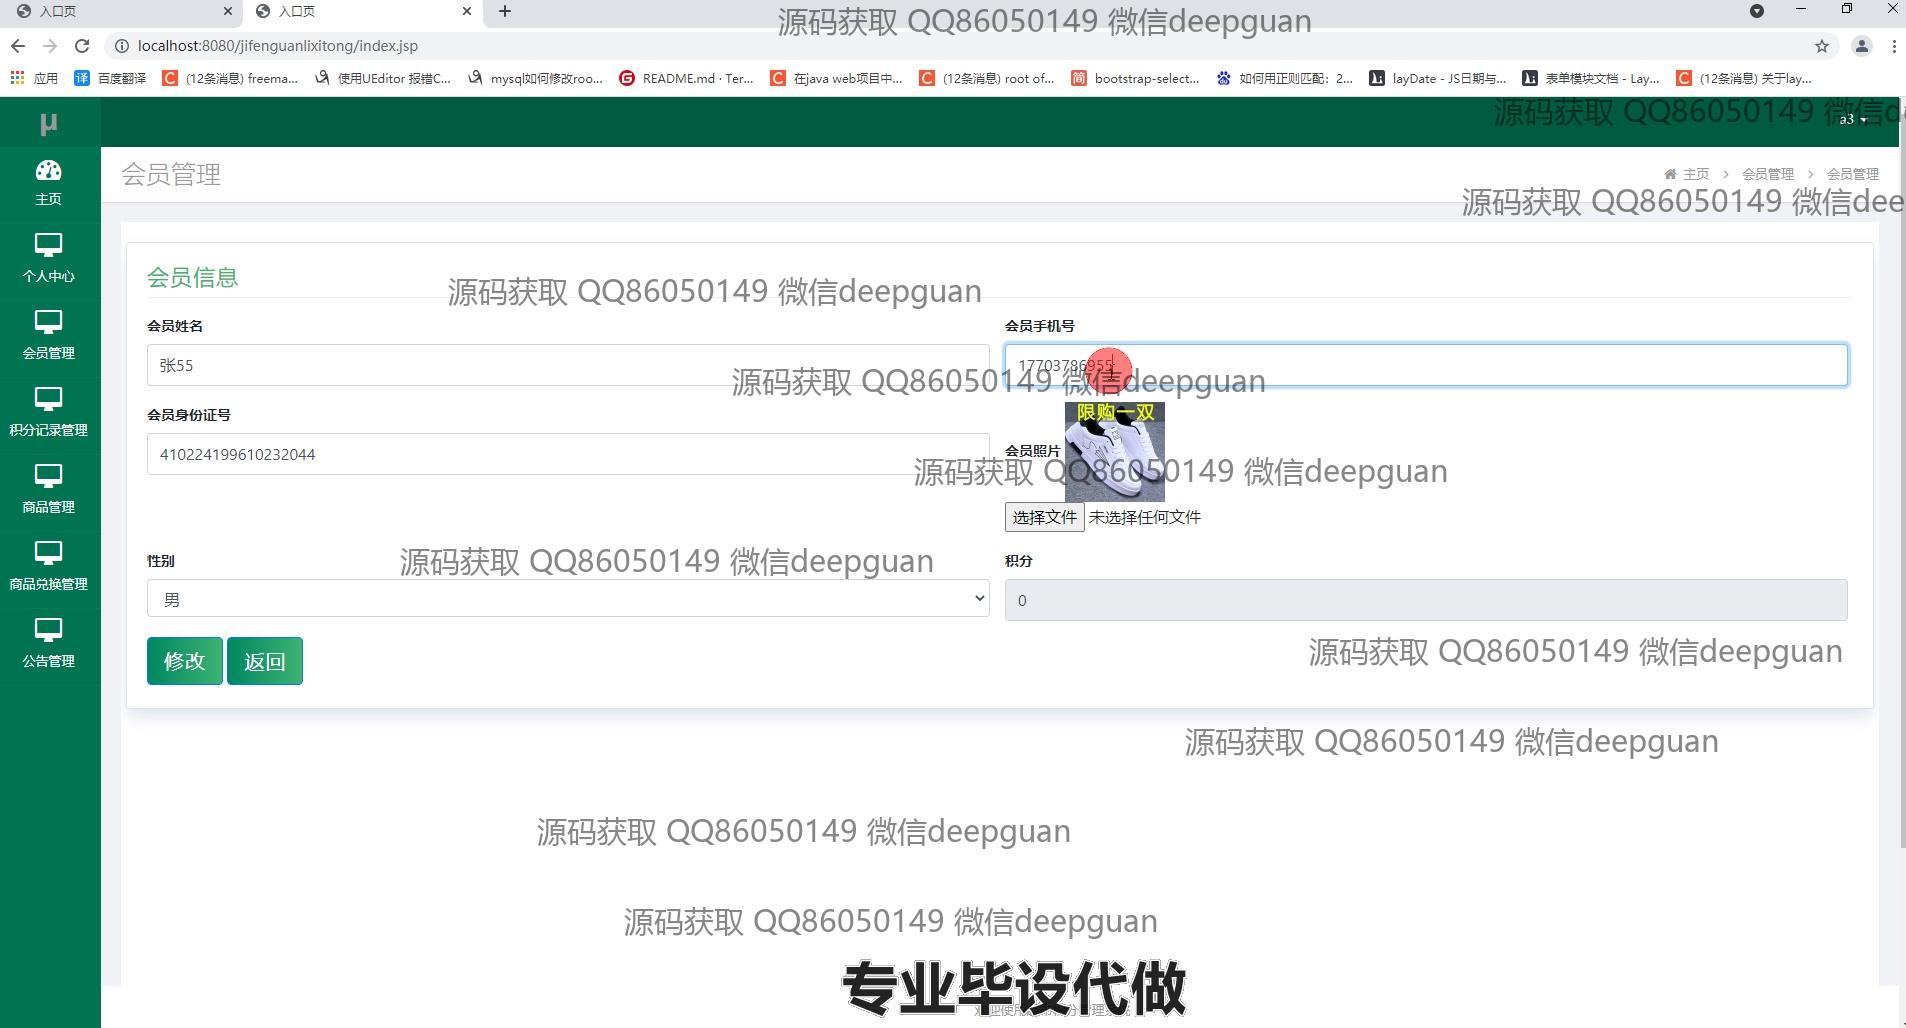 入口页
入口页
源码获取 QQ86050149 微信deepguan
localhost:8080/jifenguanlixitong/index.jsp
应用
百度翻译
(12条消息) freema...
使用UEditor 报错C...
mysql如何修改roo...
README.md · Ter...
在java web项目中...
(12条消息) root of...
bootstrap-select...
如何用正则匹配：2...
layDate - JS日期与...
表单模块文档 - Lay...
(12条消息) 关于lay...
μ
源码获取 QQ86050149 微信d
a3
主页
会员管理
主页 > 会员管理 > 会员管理
源码获取 QQ86050149 微信dee
个人中心
会员信息
源码获取 QQ86050149 微信deepguan
会员管理
会员姓名
会员手机号
张55
17703786955
源码获取 QQ86050149 微信deepguan
积分记录管理
会员身份证号
限购一双
410224199610232044
会员照片
源码获取 QQ86050149 微信deepguan
商品管理
选择文件 未选择任何文件
性别
源码获取 QQ86050149 微信deepguan
积分
商品兑换管理
男
0
公告管理
修改
返回
源码获取 QQ86050149 微信deepguan
源码获取 QQ86050149 微信deepguan
源码获取 QQ86050149 微信deepguan
源码获取 QQ86050149 微信deepguan
专业毕设代做